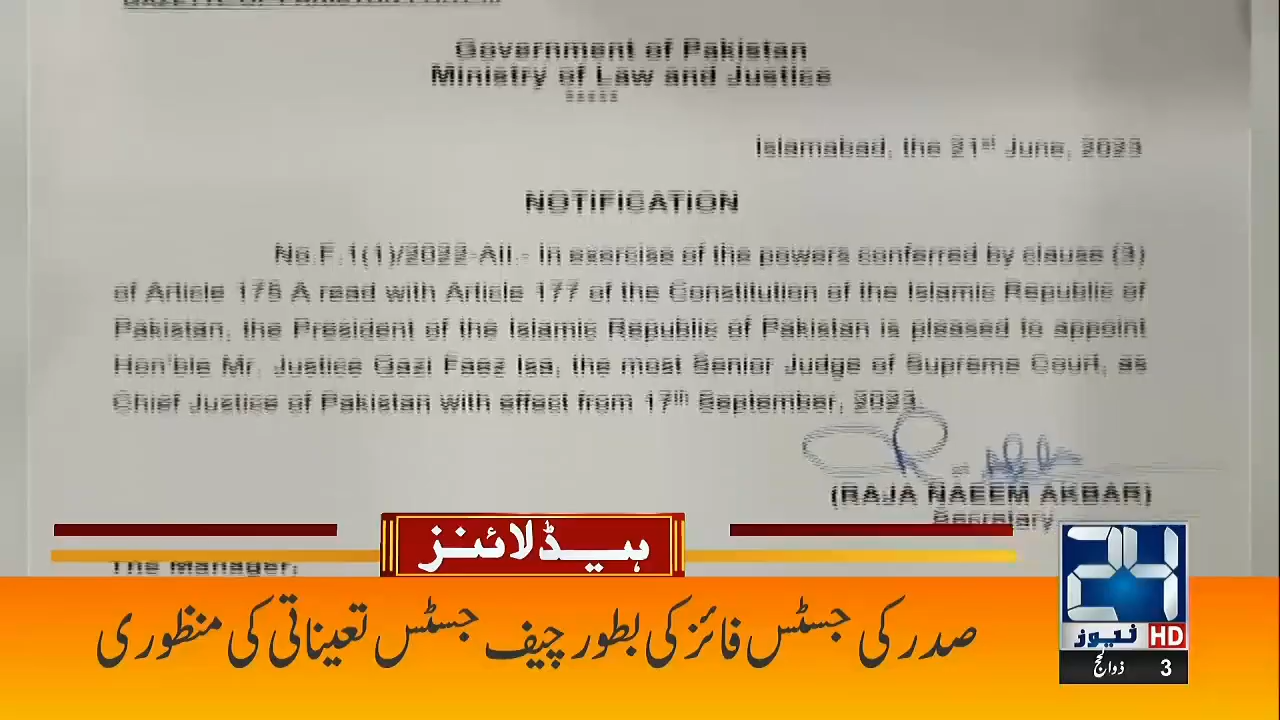 Government of Pakistan
Ministry of Law and Justice
*****
Islamabad, the 21st June, 2023
NOTIFICATION
No.F.1(1)/2022-AII.- In exercise of the powers conferred by clause (3)
of Article 175 A read with Article 177 of the Constitution of the Islamic Republic of
Pakistan, the President of the Islamic Republic of Pakistan is pleased to appoint
Hon'ble Mr. Justice Qazi Faez Isa, the most Senior Judge of Supreme Court, as
Chief Justice of Pakistan with effect from 17th September, 2023.
(RAJA NAEEM AKBAR)
Secretary
The Manager,
ہیڈلائنز
صدر کی جسٹس فائز کی بطور چیف جسٹس تعیناتی کی منظوری
24
نیوز HD
3 ذوالحج